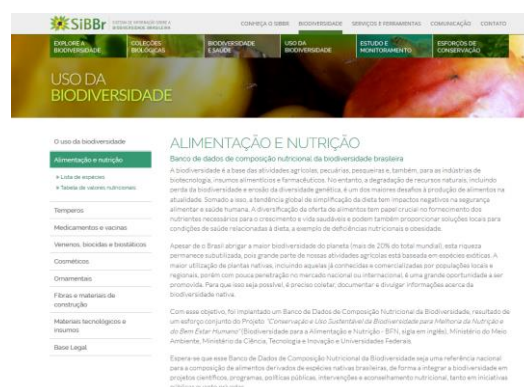 SiBBr SISTEMA DE INFORMAÇÃO SOBRE A
BIODIVERSIDADE BRASILEIRA
CONHEÇA O SIBBR BIODIVERSIDADE SERVIÇOS E FERRAMENTAS COMUNICAÇÃO CONTATO
EXPLORE A BIODIVERSIDADE
COLEÇÕES BIOLÓGICAS
BIODIVERSIDADE E SAÚDE
USO DA BIODIVERSIDADE
ESTUDO E MONITORAMENTO
ESFORÇOS DE CONSERVAÇÃO
USO DA
BIODIVERSIDADE
O uso da biodiversidade
Alimentação e nutrição
Lista de espécies
Tabela de valores nutricionais
Temperos
Medicamentos e vacinas
Venenos, biocidas e biostáticos
Cosméticos
Ornamentais
Fibras e materiais de
construção
Materiais tecnológicos e
insumos
Base Legal
ALIMENTAÇÃO E NUTRIÇÃO
Banco de dados de composição nutricional da biodiversidade brasileira
A biodiversidade é a base das atividades agrícolas, pecuárias, pesqueiras e, também, para as indústrias de
biotecnologia, insumos alimentícios e farmacêuticos. No entanto, a degradação de recursos naturais, incluindo
perda da biodiversidade e erosão da diversidade genética, é um dos maiores desafios à produção de alimentos na
atualidade. Somado a isso, a tendência global de simplificação da dieta tem impactos negativos na segurança
alimentar e saúde humana. A diversificação da oferta de alimentos tem papel crucial no fornecimento dos
nutrientes necessários para o crescimento e vida saudáveis e podem também proporcionar soluções locais para
condições de saúde relacionadas à dieta, a exemplo de deficiências nutricionais e obesidade.
Apesar de o Brasil abrigar a maior biodiversidade do planeta (mais de 20% do total mundial), esta riqueza
permanece subutilizada, pois grande parte de nossas atividades agrícolas está baseada em espécies exóticas. A
maior utilização de plantas nativas, incluindo aquelas já conhecidas e comercializadas por populações locais e
regionais, porém com pouca penetração no mercado nacional ou internacional, é uma grande oportunidade a ser
promovida. Para que isso seja possível, é preciso coletar, documentar e divulgar informações acerca da
biodiversidade nativa.
Com esse objetivo, foi implantado um Banco de Dados de Composição Nutricional da Biodiversidade, resultado de
um esforço conjunto do Projeto "Conservação e Uso Sustentável da Biodiversidade para Melhoria da Nutrição e
do Bem Estar Humano" (Biodiversidade para a Alimentação e Nutrição - BFN, sigla em inglês), Ministério do Meio
Ambiente, Ministério da Ciência, Tecnologia e Inovação e Universidades Federais.
Espera-se que esse Banco de Dados de Composição Nutricional da Biodiversidade seja uma referência nacional
para a composição de alimentos derivados de espécies nativas brasileiras, de forma a integrar a biodiversidade em
projetos científicos, programas, políticas públicas, intervenções e aconselhamento nutricional, tanto em iniciativas